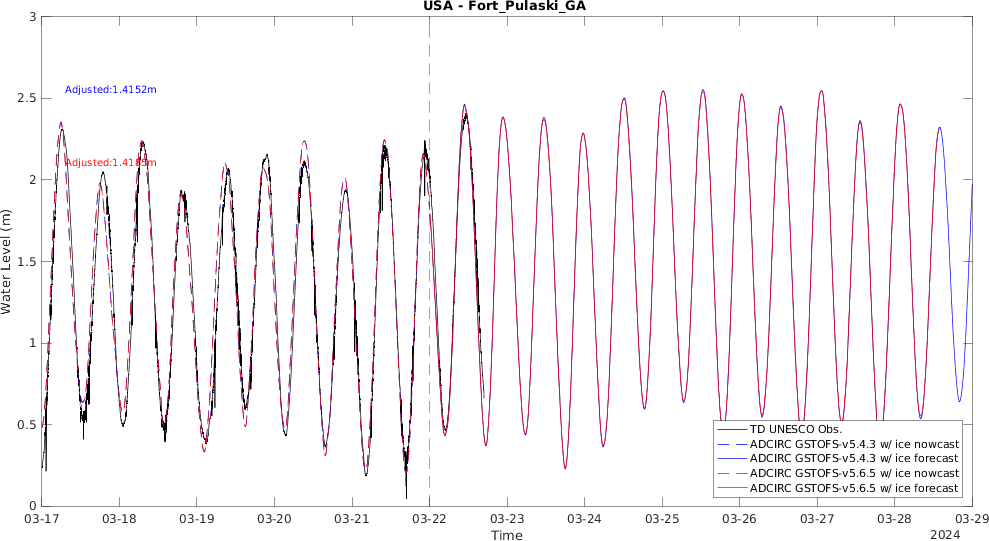 USA - Fort_Pulaski_GA
3
2.5
2
1.5
1
0.5
0
Water Level (m)
Adjusted:1.4152m
Adjusted:1.4185m
TD UNESCO Obs.
ADCIRC GSTOFS-v5.4.3 w/ ice nowcast
ADCIRC GSTOFS-v5.4.3 w/ ice forecast
ADCIRC GSTOFS-v5.6.5 w/ ice nowcast
ADCIRC GSTOFS-v5.6.5 w/ ice forecast
03-17 03-18 03-19 03-20 03-21 03-22 03-23 03-24 03-25 03-26 03-27 03-28 03-29
Time
2024